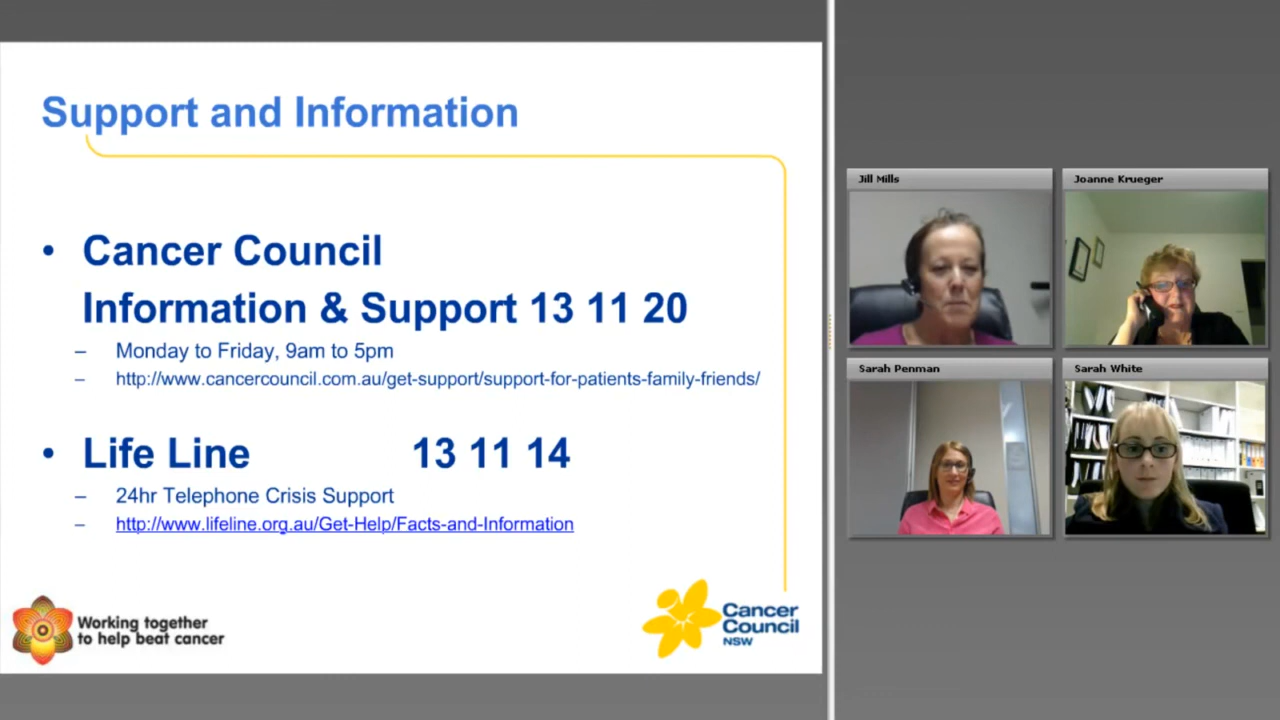 Support and Information
• Cancer Council
Information & Support 13 11 20
– Monday to Friday, 9am to 5pm
– http://www.cancercouncil.com.au/get-support/support-for-patients-family-friends/
• Life Line 13 11 14
– 24hr Telephone Crisis Support
– http://www.lifeline.org.au/Get-Help/Facts-and-Information
Working together
to help beat cancer
Cancer
Council
NSW
Jill Mills
Joanne Krueger
Sarah Penman
Sarah White